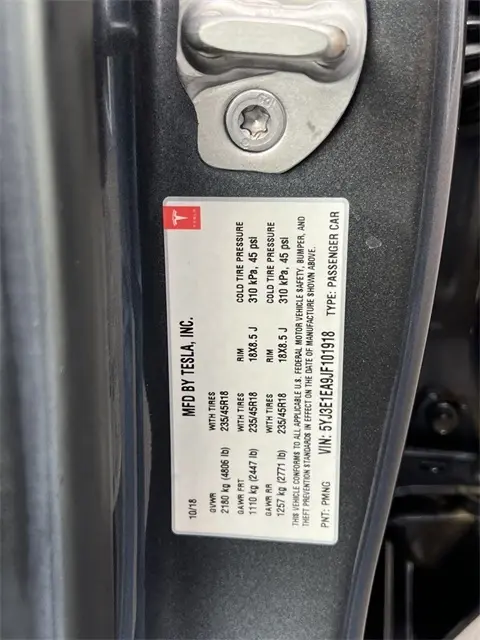 TESLA
MFD BY TESLA, INC.
10/18
GVWR WITH TIRES RIM COLD TIRE PRESSURE
2180 kg (4806 lb) 235/45R18 18X8.5 J 310 kPa, 45 psi
GAWR FRT WITH TIRES RIM COLD TIRE PRESSURE
1110 kg (2447 lb) 235/45R18 18X8.5 J 310 kPa, 45 psi
GAWR RR
1257 kg (2771 lb) 235/45R18
THIS VEHICLE CONFORMS TO ALL APPLICABLE U.S. FEDERAL MOTOR VEHICLE SAFETY, BUMPER, AND
THEFT PREVENTION STANDARDS IN EFFECT ON THE DATE OF MANUFACTURE SHOWN ABOVE.
PNT: PMNG VIN: 5YJ3E1EA9JF101918 TYPE: PASSENGER CAR